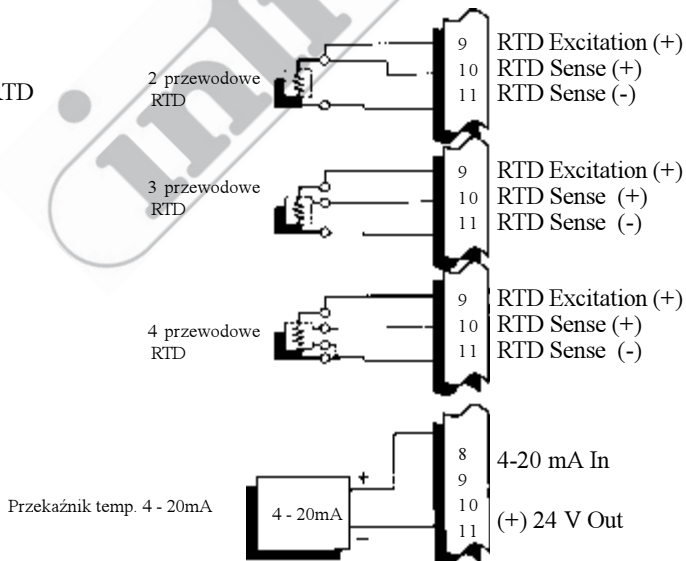 RTD
2 przewodowe
RTD
9 RTD Excitation (+)
10 RTD Sense (+)
11 RTD Sense (-)
3 przewodowe
RTD
9 RTD Excitation (+)
10 RTD Sense (+)
11 RTD Sense (-)
4 przewodowe
RTD
9 RTD Excitation (+)
10 RTD Sense (+)
11 RTD Sense (-)
Przekaźnik temp. 4 - 20mA
4 - 20mA
+
–
8 4-20 mA In
9
10
11 (+) 24 V Out